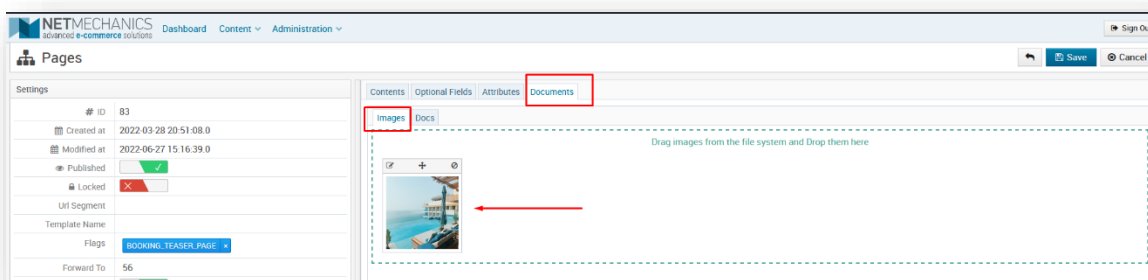 NETMECHANICS
advanced e-commerce solutions
Dashboard Content Administration
Sign Ou
Pages
Save Cancel
Settings
Contents Optional Fields Attributes Documents
# ID 83
Images Docs
Created at 2022-03-28 20:51:08.0
Modified at 2022-06-27 15:16:39.0
Drag images from the file system and Drop them here
Published
Locked
Url Segment
Template Name
Flags BOOKING_TEASER_PAGE ×
Forward To 56